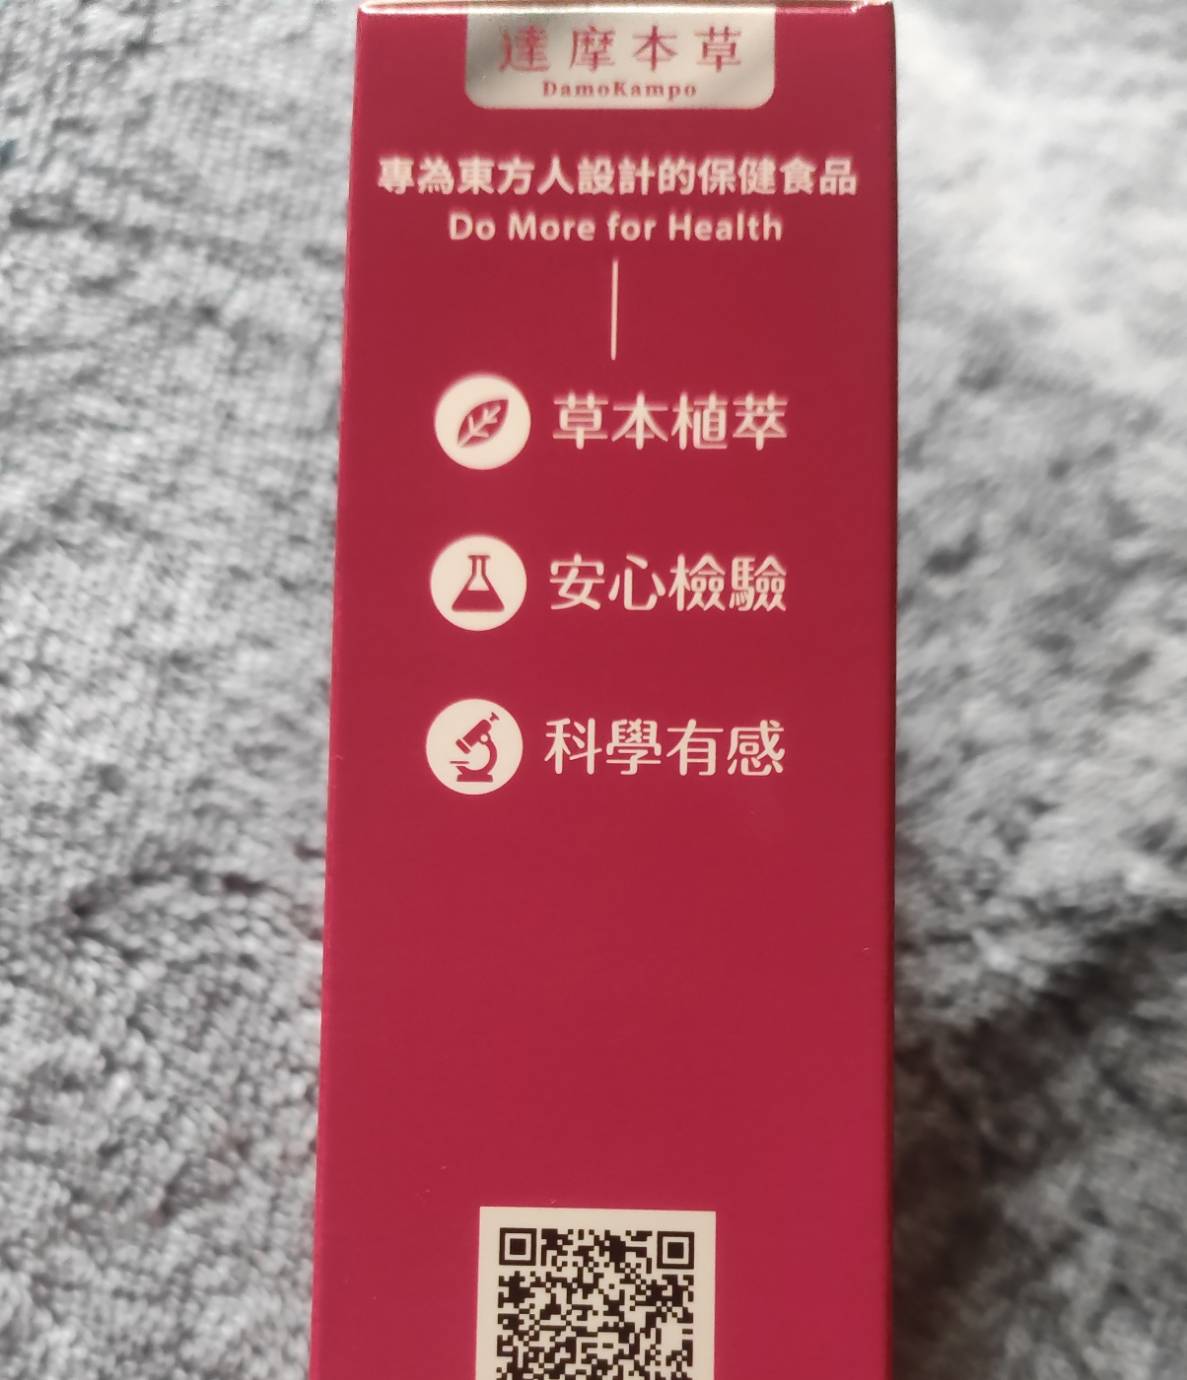 達摩本草
DamoKampo
專為東方人設計的保健食品
Do More for Health
草本植萃
安心檢驗
科學有感